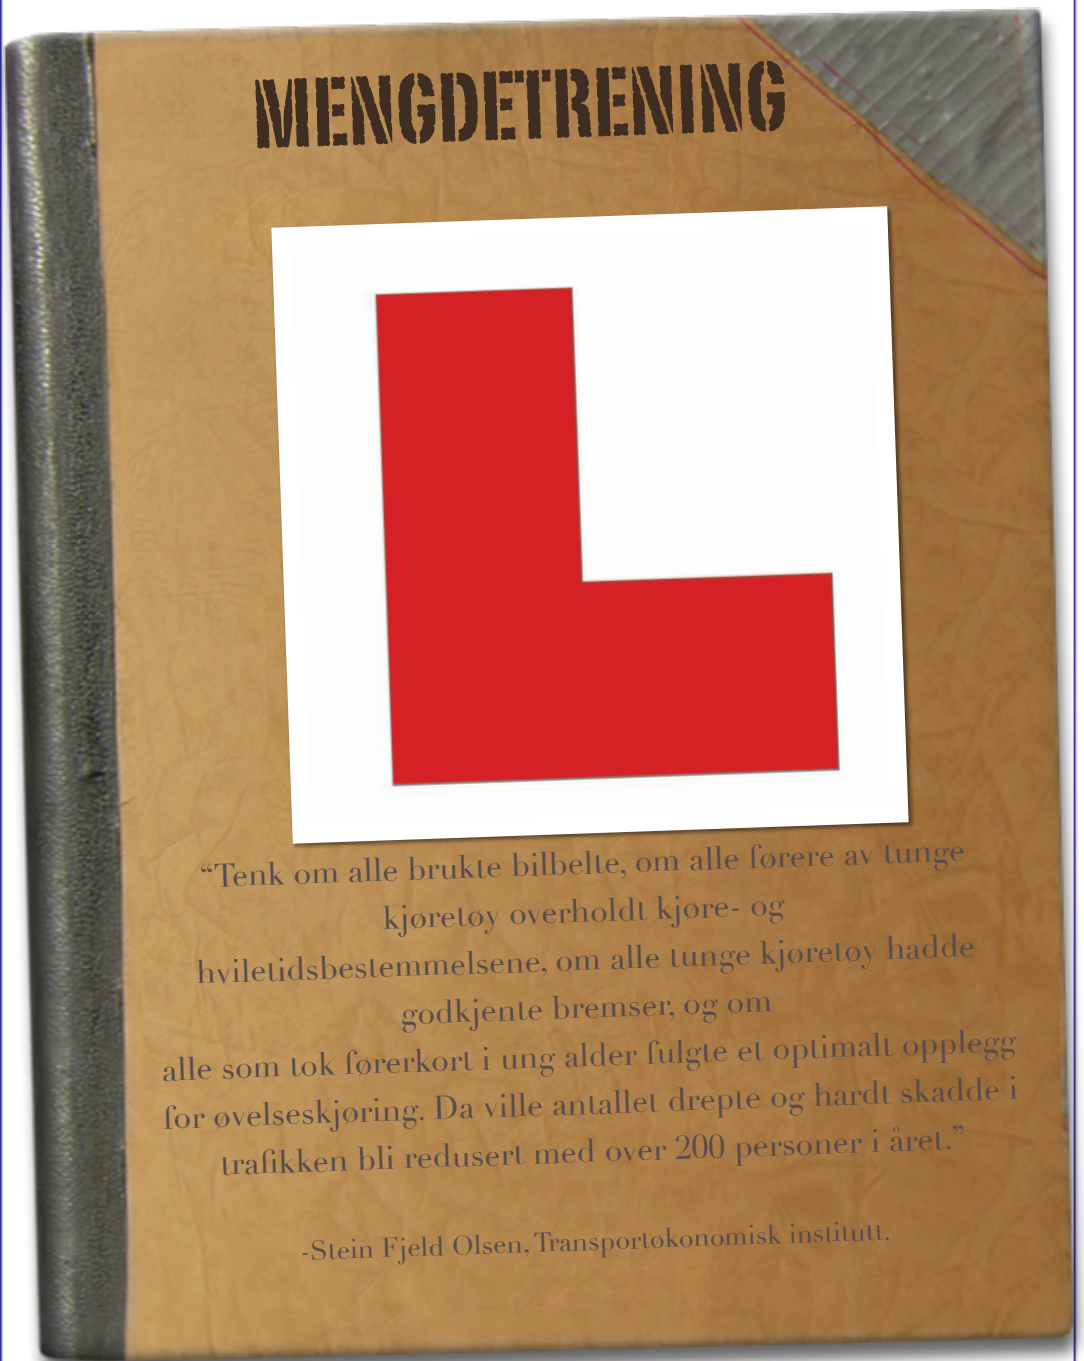 MENGDETRENING
L
“Tenk om alle brukte bilbelte, om alle førere av tunge
kjøretøy overholdt kjøre- og
hviletidsbestemmelsene, om alle tunge kjøretøy hadde
godkjente bremser, og om
alle som tok førerkort i ung alder fulgte et optimalt opplegg
for øvelseskjøring. Da ville antallet drepte og hardt skadde i
trafikken bli redusert med over 200 personer i året.”
-Stein Fjeld Olsen, Transportøkonomisk institutt.